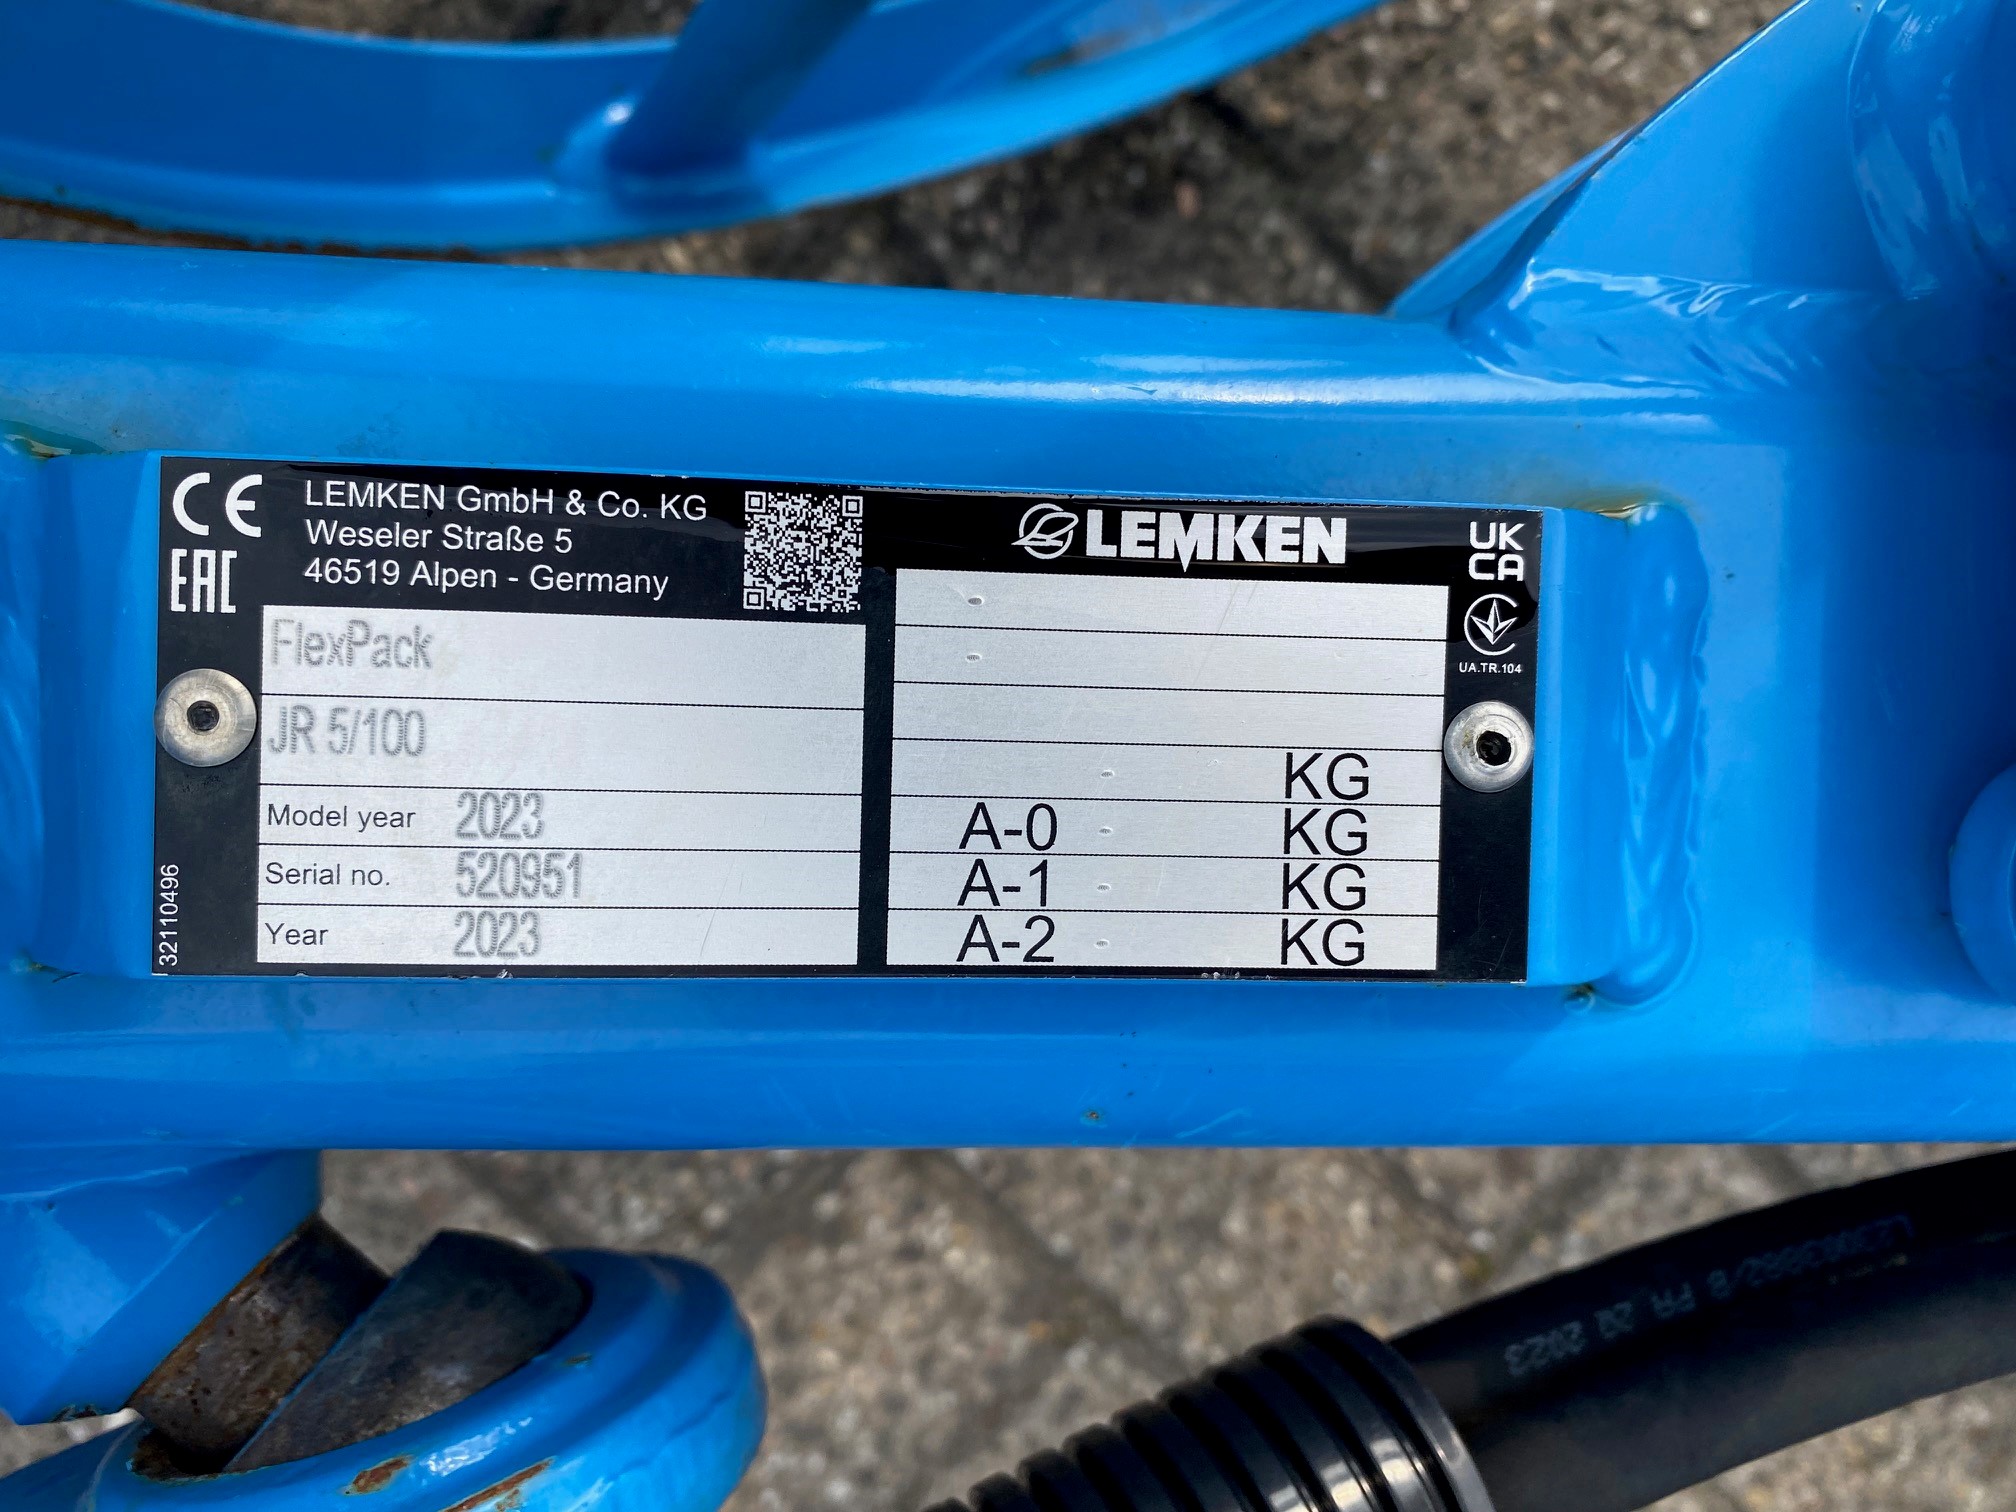 CE
EAC
LEMKEN GmbH & Co. KG
Weseler Straße 5
46519 Alpen - Germany
FlexPack
JR 5/100
Model year 2023
Serial no. 520951
Year 2023
32110496
LEMKEN
-
-
- KG
A-0 - KG
A-1 - KG
A-2 - KG
UK
CA
UA.TR.104
2Q 2023